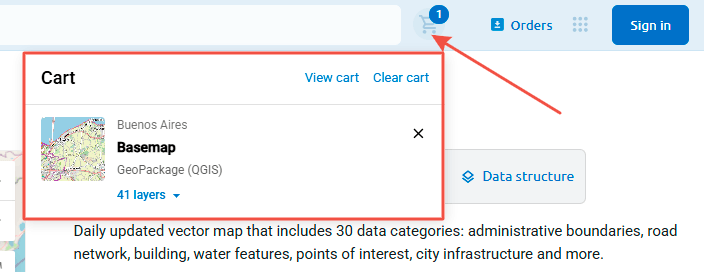 1
Orders
Sign in
Cart
View cart
Clear cart
Buenos Aires
Basemap
GeoPackage (QGIS)
41 layers
Data structure
Daily updated vector map that includes 30 data categories: administrative boundaries, road
network, building, water features, points of interest, city infrastructure and more.